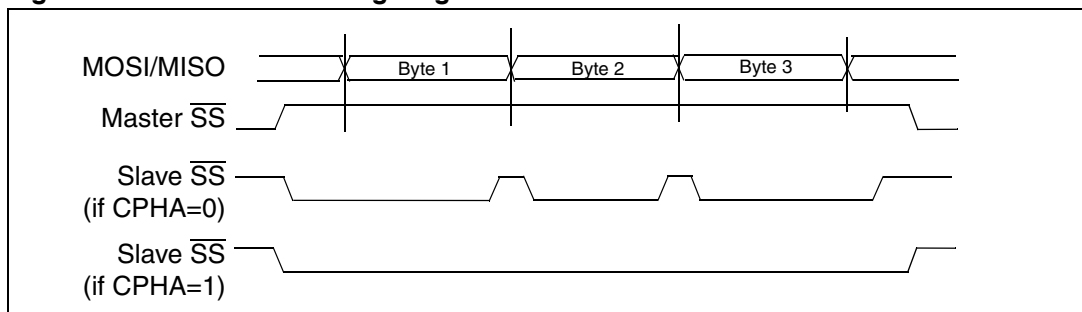 MOSI/MISO
Byte 1
Byte 2
Byte 3
Master SS
Slave SS
(if CPHA=0)
Slave SS
(if CPHA=1)